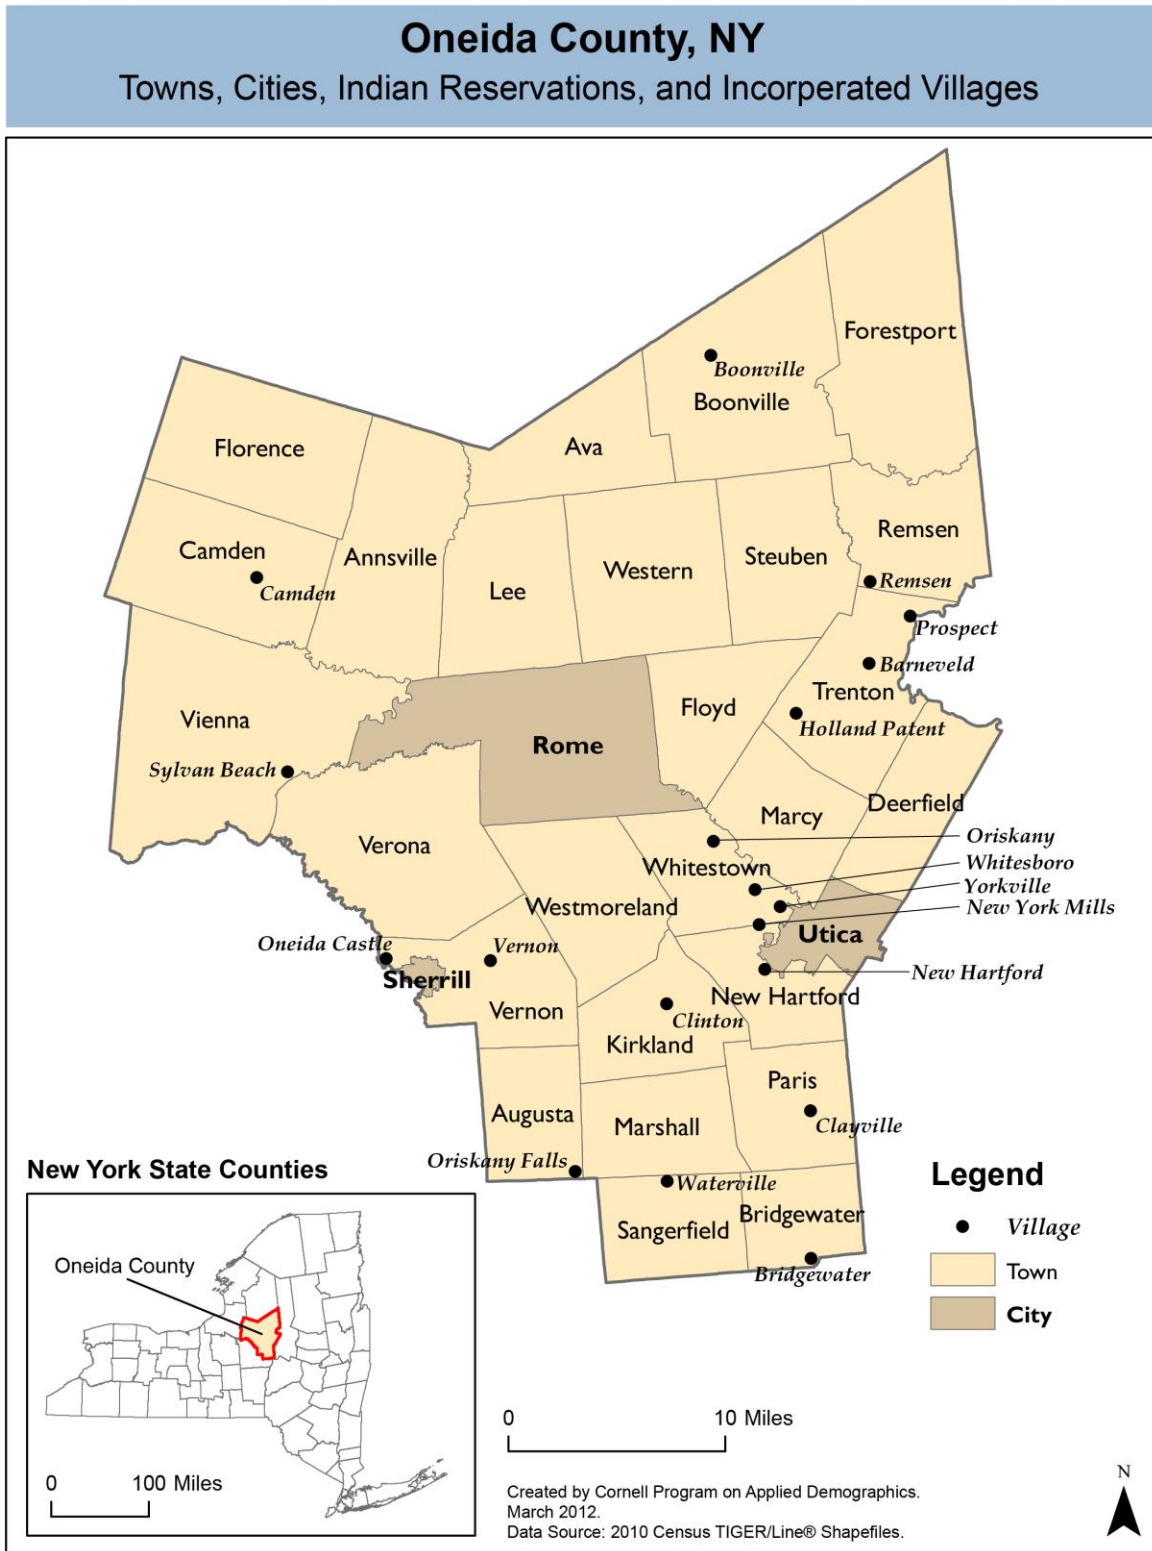 Oneida County, NY
Towns, Cities, Indian Reservations, and Incorperated Villages
Forestport
Boonville
Boonville
Ava
Florence
Remsen
Camden
Annsville
Steuben
Western
Lee
Camden
Remsen
Prospect
Barneveld
Trenton
Floyd
Vienna
Holland Patent
Rome
Sylvan Beach
Deerfield
Marcy
Oriskany
Verona
Whitesboro
Whitestown
Yorkville
New York Mills
Westmoreland
Utica
Oneida Castle
Vernon
New Hartford
Sherrill
New Hartford
Vernon
Clinton
Kirkland
Paris
Augusta
Marshall
Clayville
Oriskany Falls
Waterville
Bridgewater
Sangerfield
Bridgewater
New York State Counties
Oneida County
0 100 Miles
Legend
Village
Town
City
0 10 Miles
Created by Cornell Program on Applied Demographics.
March 2012.
Data Source: 2010 Census TIGER/Line® Shapefiles.
N